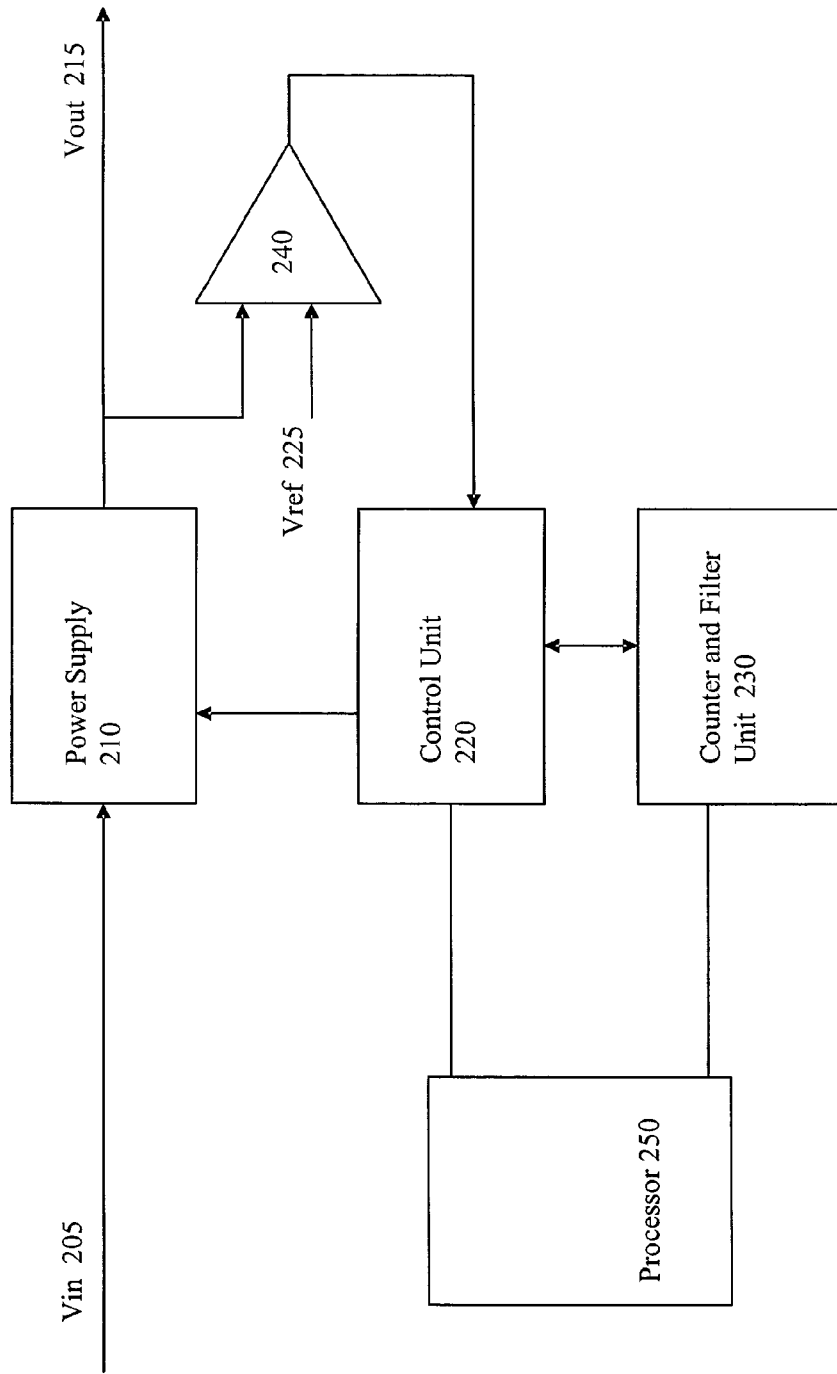 Vin 205
Power Supply
210
Vout 215
240
Vref 225
Control Unit
220
Counter and Filter
Unit 230
Processor 250